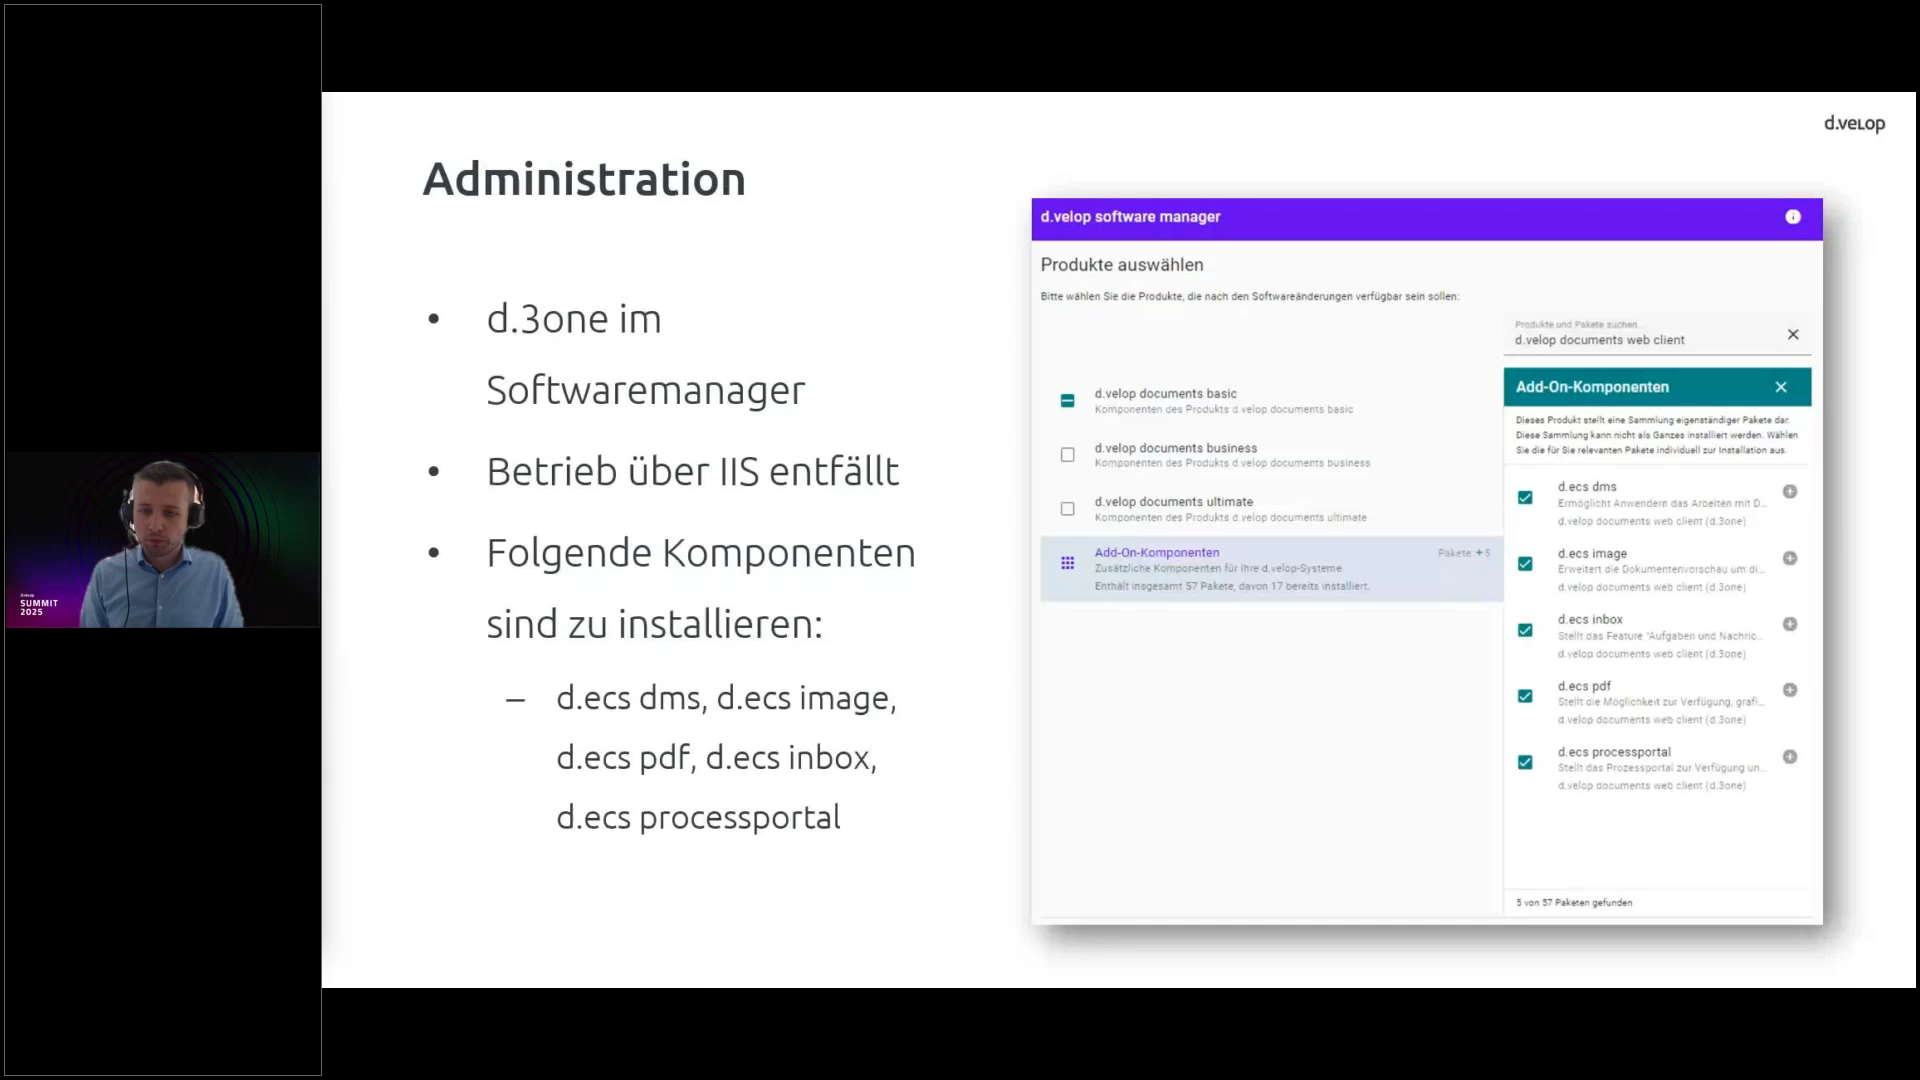 d.velop
Administration
• d.3one im
Softwaremanager
• Betrieb über IIS entfällt
• Folgende Komponenten
sind zu installieren:
– d.ecs dms, d.ecs image,
d.ecs pdf, d.ecs inbox,
d.ecs processportal
d.velop software manager
Produkte auswählen
Bitte wählen Sie die Produkte, die nach den Softwareänderungen verfügbar sein sollen:
Produkte und Pakete suchen...
d.velop documents web client
d.velop documents basic
Komponenten des Produkts d.velop documents basic
d.velop documents business
Komponenten des Produkts d.velop documents business
d.velop documents ultimate
Komponenten des Produkts d.velop documents ultimate
Add-On-Komponenten
Pakete: + 5
Zusätzliche Komponenten für Ihre d.velop-Systeme
Enthält insgesamt 57 Pakete, davon 17 bereits installiert.
Add-On-Komponenten
Dieses Produkt stellt eine Sammlung eigenständiger Pakete dar.
Diese Sammlung kann nicht als Ganzes installiert werden. Wählen
Sie die für Sie relevanten Pakete individuell zur Installation aus.
d.ecs dms
Ermöglicht Anwendern das Arbeiten mit D...
d.velop documents web client (d.3one)
d.ecs image
Erweitert die Dokumentenvorschau um di...
d.velop documents web client (d.3one)
d.ecs inbox
Stellt das Feature "Aufgaben und Nachric...
d.velop documents web client (d.3one)
d.ecs pdf
Stellt die Möglichkeit zur Verfügung, grafi...
d.velop documents web client (d.3one)
d.ecs processportal
Stellt das Prozessportal zur Verfügung un...
d.velop documents web client (d.3one)
5 von 57 Paketen gefunden
d.velop
SUMMIT
2025